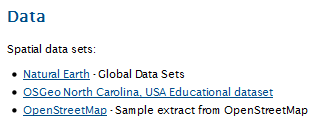 Data
Spatial data sets:
• Natural Earth - Global Data Sets
• OSGeo North Carolina, USA Educational dataset
• OpenStreetMap - Sample extract from OpenStreetMap